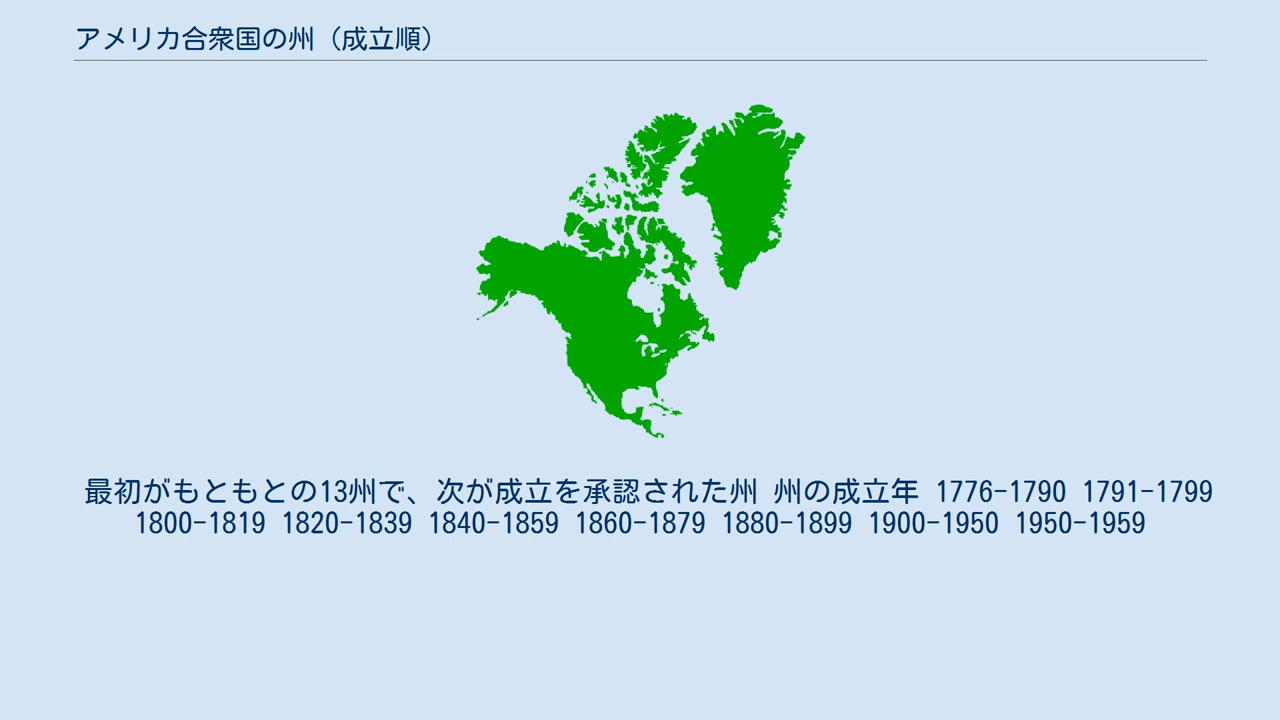 アメリカ合衆国の州（成立順）
最初がもともとの13州で、次が成立を承認された州 州の成立年 1776-1790 1791-1799
1800-1819 1820-1839 1840-1859 1860-1879 1880-1899 1900-1950 1950-1959